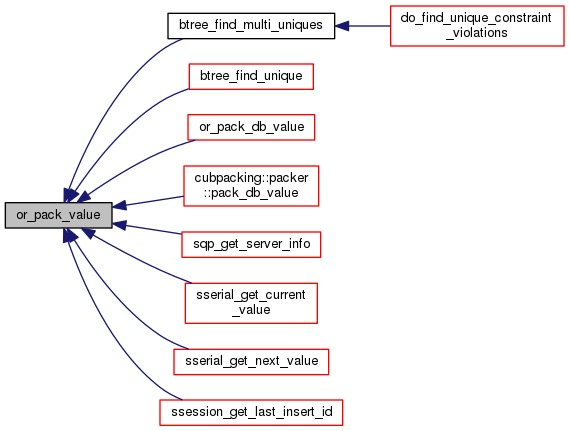 btree_find_multi_uniques
do_find_unique_constraint
_violations
btree_find_unique
or_pack_db_value
cubpacking::packer
::pack_db_value
or_pack_value
sqp_get_server_info
sserial_get_current
_value
sserial_get_next_value
ssession_get_last_insert_id